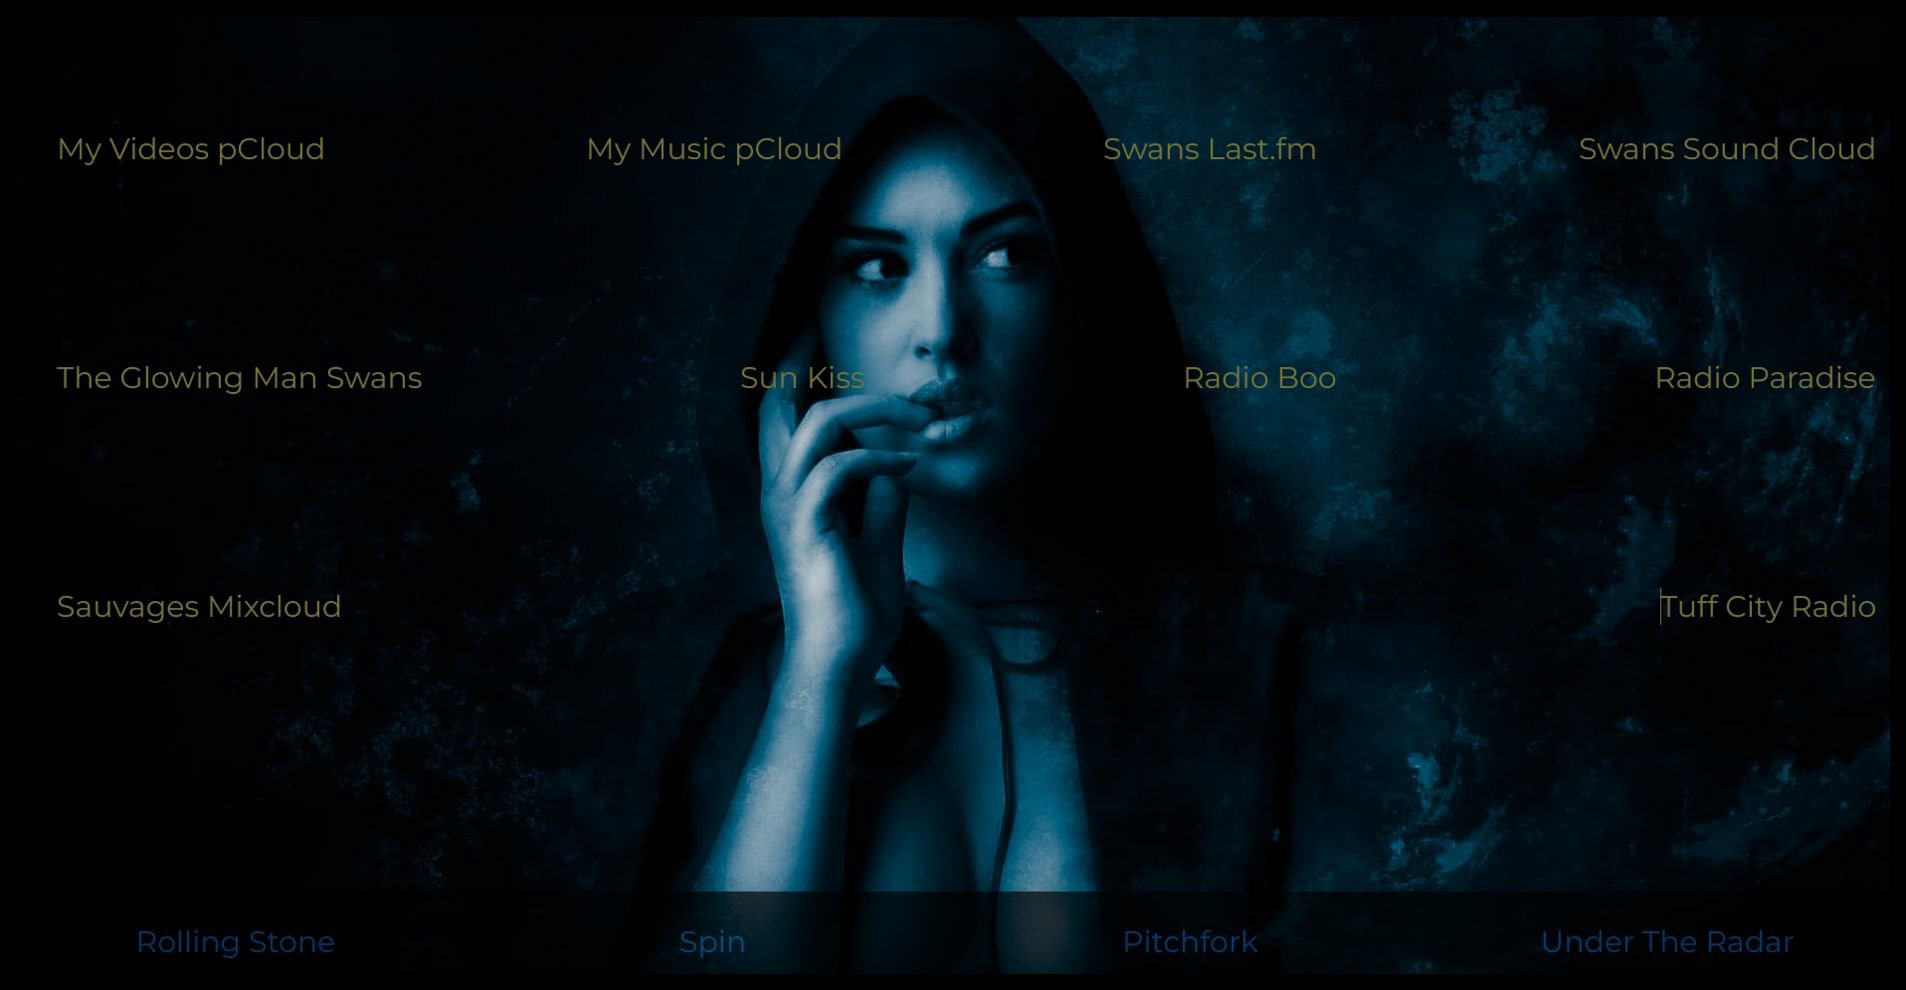 My Videos pCloud
My Music pCloud
Swans Last.fm
Swans Sound Cloud
The Glowing Man Swans
Sun Kiss
Radio Boo
Radio Paradise
Sauvages Mixcloud
Tuff City Radio
Rolling Stone
Spin
Pitchfork
Under The Radar